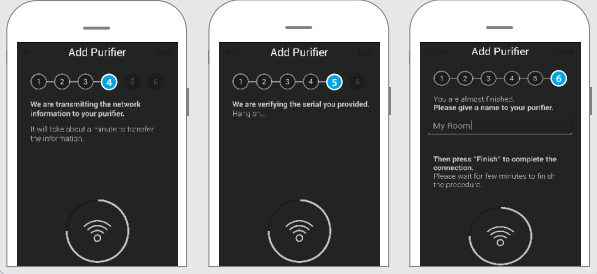 Add Purifier
1 2 3 4 5 6
We are transmitting the network
information to your purifier.
It will take about a minute to transfer
the information.
Add Purifier
1 2 3 4 5 6
We are verifying the serial you provided.
Hang on...
Add Purifier
1 2 3 4 5 6
You are almost finished.
Please give a name to your purifier.
My Room
Then press "Finish" to complete the
connection.
Please wait for few minutes to finish
the procedure.